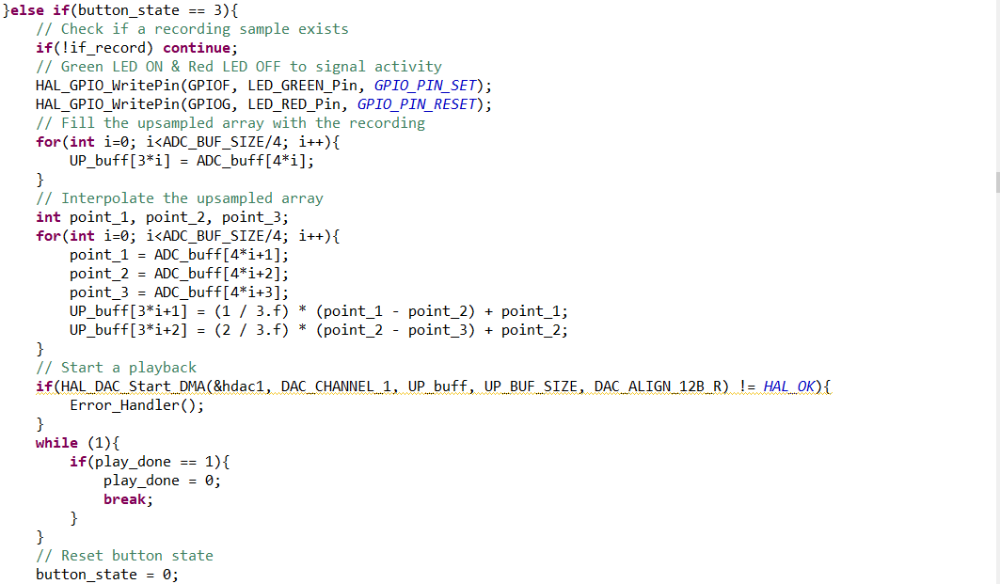 }else if(button_state == 3){
    // Check if a recording sample exists
    if(!if_record) continue;
    // Green LED ON & Red LED OFF to signal activity
    HAL_GPIO_WritePin(GPIOF, LED_GREEN_Pin, GPIO_PIN_SET);
    HAL_GPIO_WritePin(GPIOG, LED_RED_Pin, GPIO_PIN_RESET);
    // Fill the upsampled array with the recording
    for(int i=0; i<ADC_BUF_SIZE/4; i++){
        UP_buff[3*i] = ADC_buff[4*i];
    }
    // Interpolate the upsampled array
    int point_1, point_2, point_3;
    for(int i=0; i<ADC_BUF_SIZE/4; i++){
        point_1 = ADC_buff[4*i+1];
        point_2 = ADC_buff[4*i+2];
        point_3 = ADC_buff[4*i+3];
        UP_buff[3*i+1] = (1 / 3.f) * (point_1 - point_2) + point_1;
        UP_buff[3*i+2] = (2 / 3.f) * (point_2 - point_3) + point_2;
    }
    // Start a playback
    if(HAL_DAC_Start_DMA(&hdac1, DAC_CHANNEL_1, UP_buff, UP_BUF_SIZE, DAC_ALIGN_12B_R) != HAL_OK){
        Error_Handler();
    }
    while (1){
        if(play_done == 1){
            play_done = 0;
            break;
        }
    }
    // Reset button state
    button_state = 0;